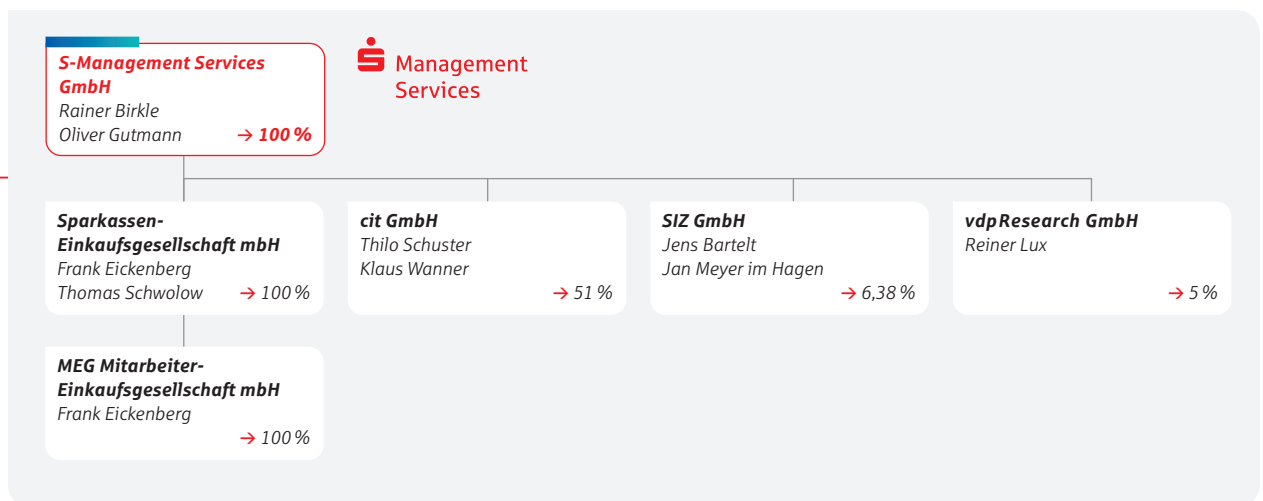 S-Management Services
GmbH
Rainer Birkle
Oliver Gutmann → 100 %
Management
Services
Sparkassen-
Einkaufsgesellschaft mbH
Frank Eickenberg
Thomas Schwolow → 100 %
cit GmbH
Thilo Schuster
Klaus Wanner
→ 51 %
SIZ GmbH
Jens Bartelt
Jan Meyer im Hagen
→ 6,38 %
vdpResearch GmbH
Reiner Lux
→ 5 %
MEG Mitarbeiter-
Einkaufsgesellschaft mbH
Frank Eickenberg
→ 100 %